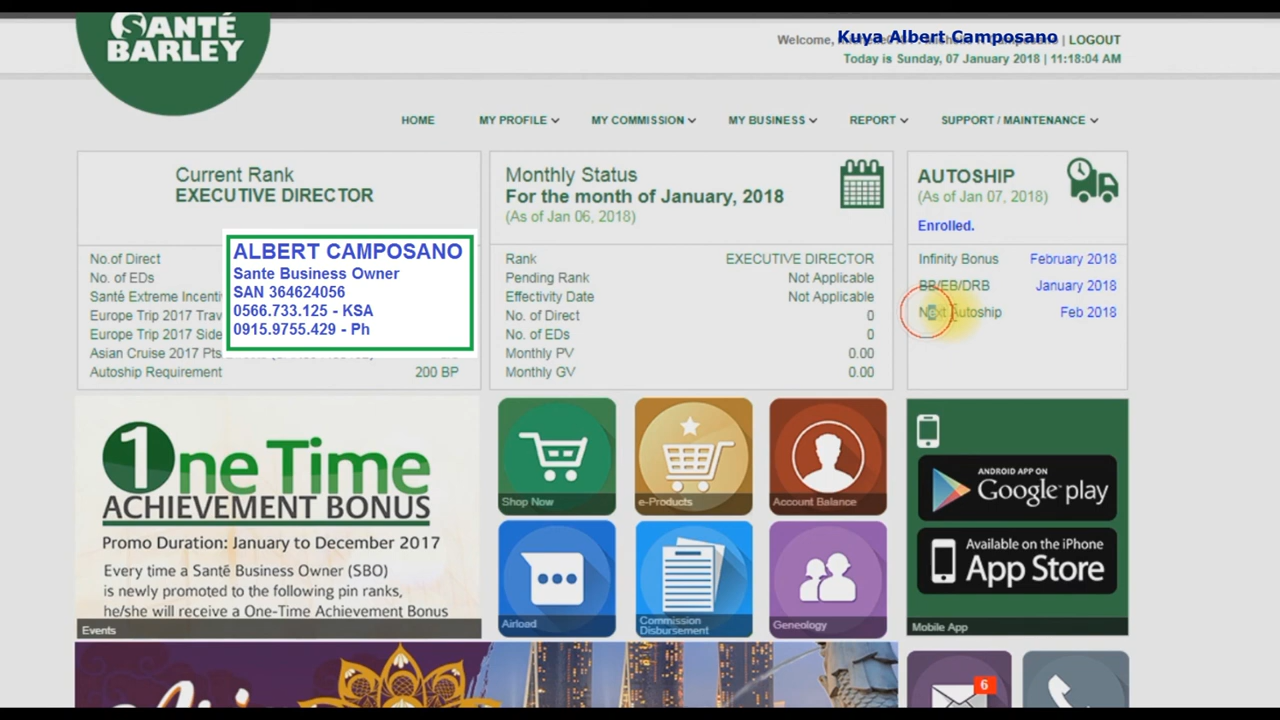 SANTÉ
BARLEY
Welcome, Kuya Albert Camposano | LOGOUT
Today is Sunday, 07 January 2018 | 11:18:04 AM
HOME
MY PROFILE
MY COMMISSION
MY BUSINESS
REPORT
SUPPORT / MAINTENANCE
Current Rank
EXECUTIVE DIRECTOR
No.of Direct
No. of EDs
Santé Extreme Incenti
Europe Trip 2017 Trav
Europe Trip 2017 Side
Asian Cruise 2017 Pts
Autoship Requirement 200 BP
ALBERT CAMPOSANO
Sante Business Owner
SAN 364624056
0566.733.125 - KSA
0915.9755.429 - Ph
Monthly Status
For the month of January, 2018
(As of Jan 06, 2018)
Rank EXECUTIVE DIRECTOR
Pending Rank Not Applicable
Effectivity Date Not Applicable
No. of Direct 0
No. of EDs 0
Monthly PV 0.00
Monthly GV 0.00
AUTOSHIP
(As of Jan 07, 2018)
Enrolled.
Infinity Bonus February 2018
BB/EB/DRB January 2018
Next Autoship Feb 2018
1One Time
ACHIEVEMENT BONUS
Promo Duration: January to December 2017
Every time a Santé Business Owner (SBO)
is newly promoted to the following pin ranks,
he/she will receive a One-Time Achievement Bonus
Events
Shop Now
e-Products
Account Balance
Airload
Commission
Disbursement
Geneology
ANDROID APP ON
Google play
Available on the iPhone
App Store
Mobile App
6